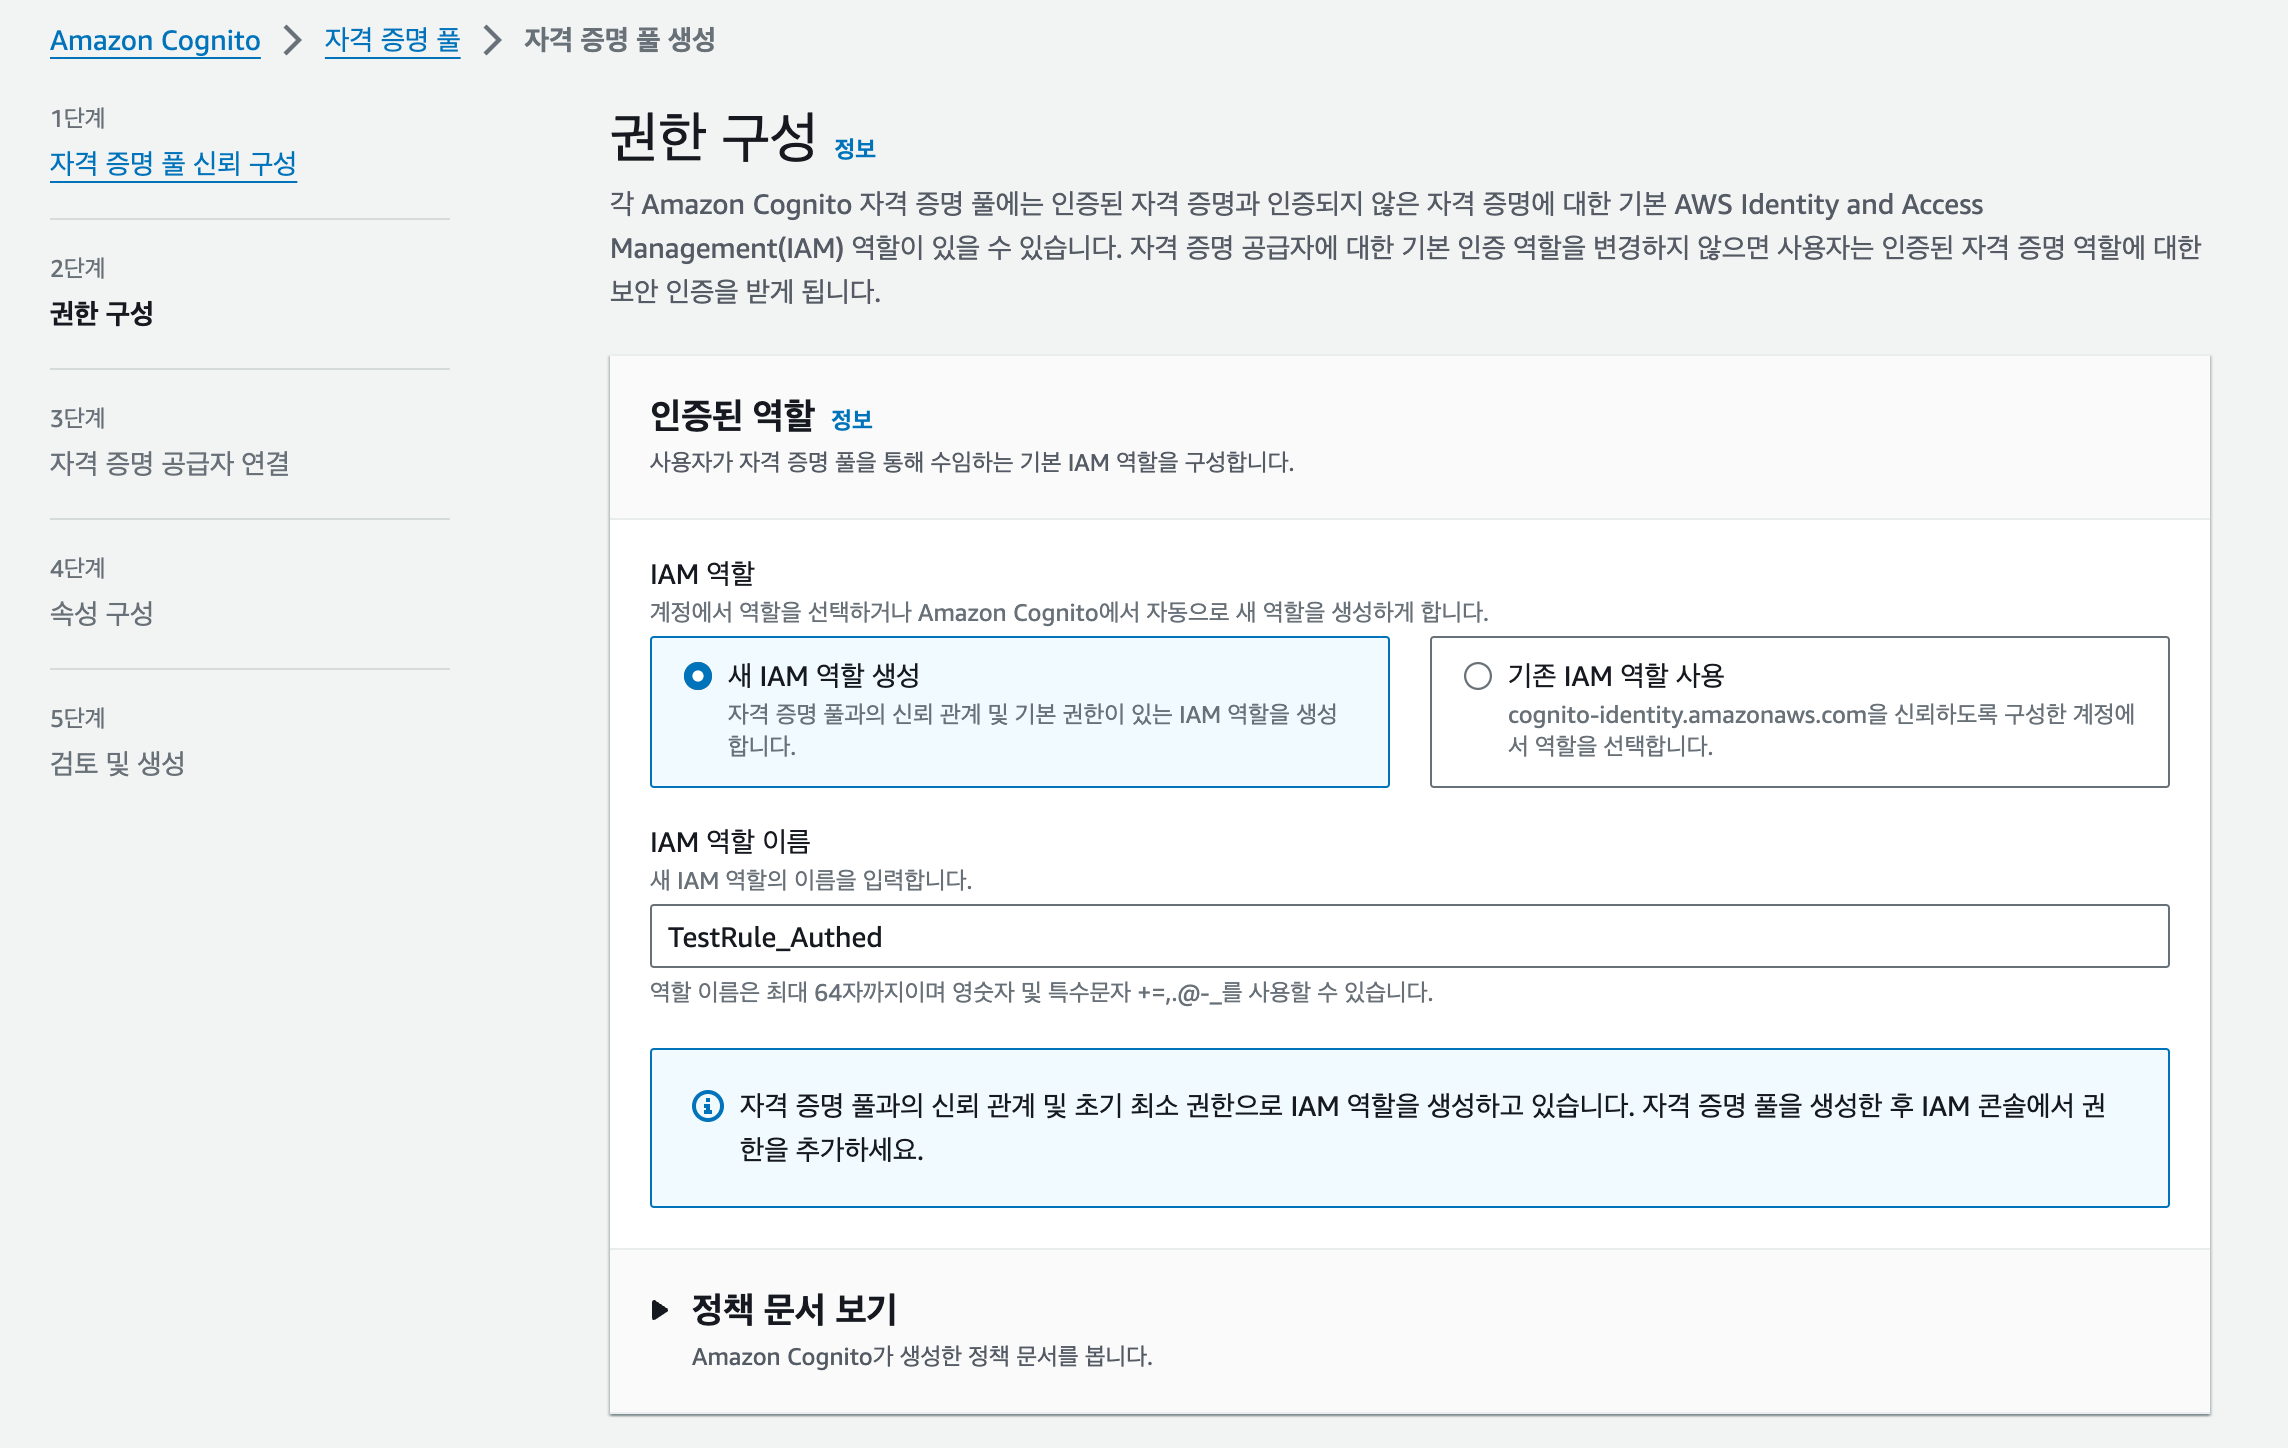 Amazon Cognito > 자격 증명 풀 > 자격 증명 풀 생성
1단계
자격 증명 풀 신뢰 구성
2단계
권한 구성
3단계
자격 증명 공급자 연결
4단계
속성 구성
5단계
검토 및 생성
권한 구성 정보
각 Amazon Cognito 자격 증명 풀에는 인증된 자격 증명과 인증되지 않은 자격 증명에 대한 기본 AWS Identity and Access
Management(IAM) 역할이 있을 수 있습니다. 자격 증명 공급자에 대한 기본 인증 역할을 변경하지 않으면 사용자는 인증된 자격 증명 역할에 대한
보안 인증을 받게 됩니다.
인증된 역할 정보
사용자가 자격 증명 풀을 통해 수임하는 기본 IAM 역할을 구성합니다.
IAM 역할
계정에서 역할을 선택하거나 Amazon Cognito에서 자동으로 새 역할을 생성하게 합니다.
새 IAM 역할 생성
자격 증명 풀과의 신뢰 관계 및 기본 권한이 있는 IAM 역할을 생성
합니다.
기존 IAM 역할 사용
cognito-identity.amazonaws.com을 신뢰하도록 구성한 계정에
서 역할을 선택합니다.
IAM 역할 이름
새 IAM 역할의 이름을 입력합니다.
TestRule_Authed
역할 이름은 최대 64자까지이며 영숫자 및 특수문자 +=,.@-_를 사용할 수 있습니다.
자격 증명 풀과의 신뢰 관계 및 초기 최소 권한으로 IAM 역할을 생성하고 있습니다. 자격 증명 풀을 생성한 후 IAM 콘솔에서 권
한을 추가하세요.
정책 문서 보기
Amazon Cognito가 생성한 정책 문서를 봅니다.